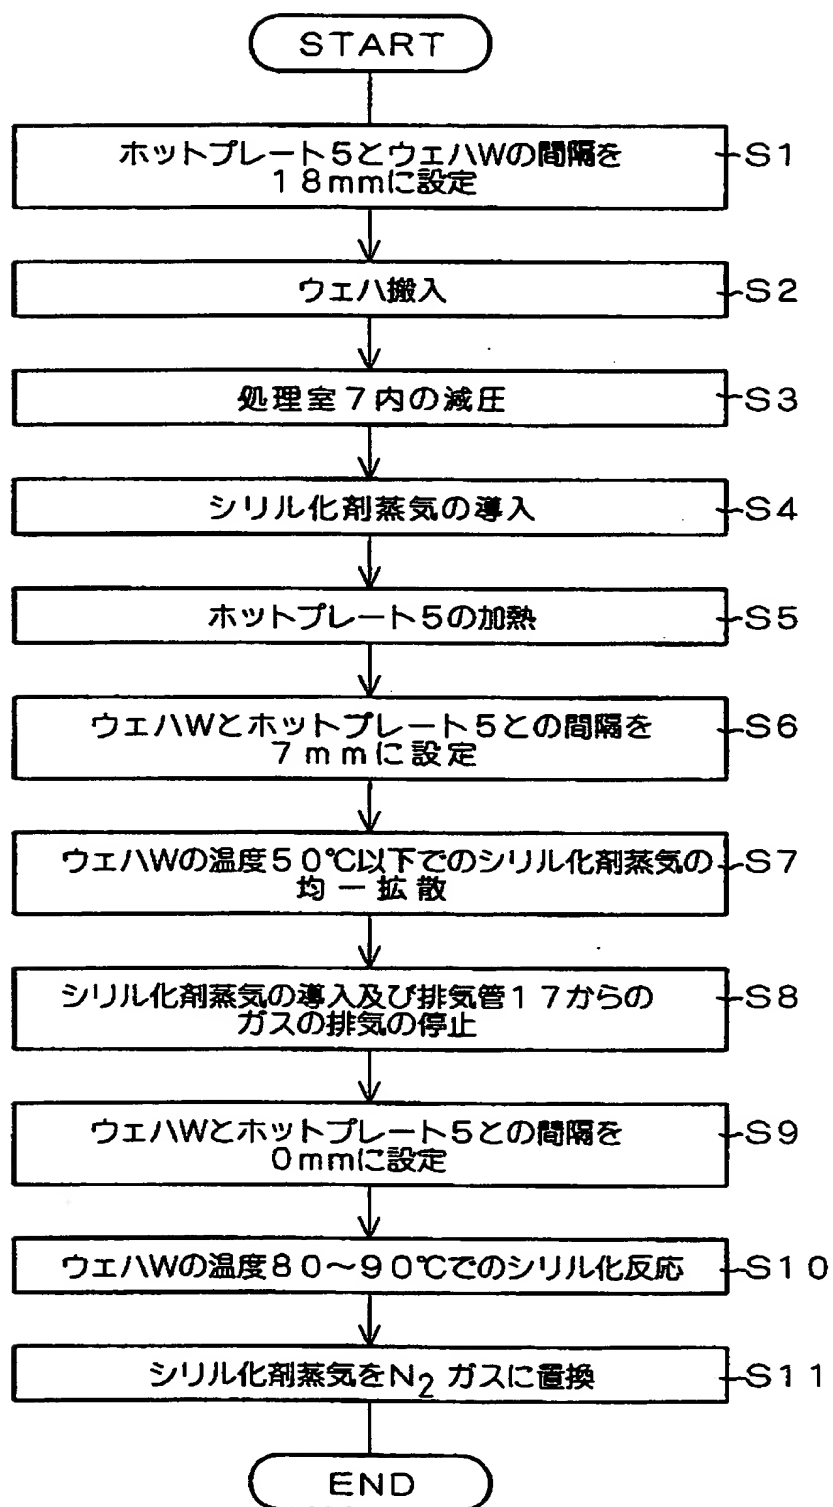 START
ホットプレート5とウェハWの間隔を
18mmに設定
S1
ウェハ搬入
S2
処理室7内の減圧
S3
シリル化剤蒸気の導入
S4
ホットプレート5の加熱
S5
ウェハWとホットプレート5との間隔を
7mmに設定
S6
ウェハWの温度50℃以下でのシリル化剤蒸気の
均一拡散
S7
シリル化剤蒸気の導入及び排気管17からの
ガスの排気の停止
S8
ウェハWとホットプレート5との間隔を
0mmに設定
S9
ウェハWの温度80～90℃でのシリル化反応
S10
シリル化剤蒸気をN2ガスに置換
S11
END